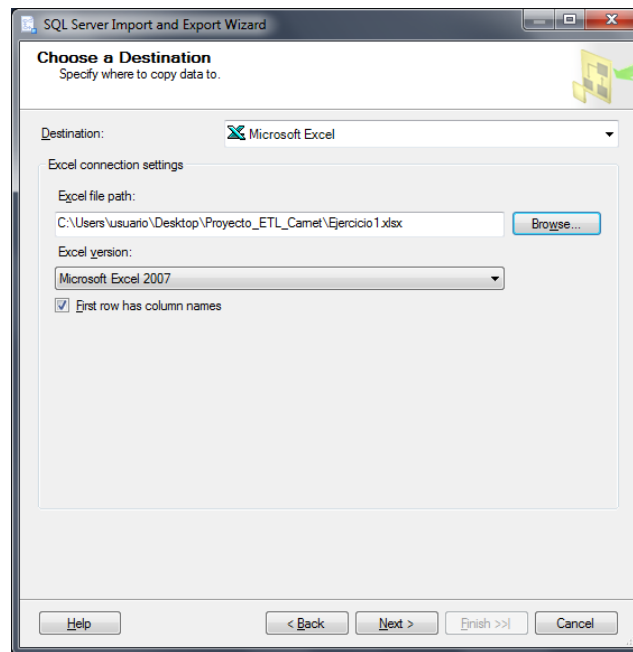 SQL Server Import and Export Wizard
Choose a Destination
Specify where to copy data to.
Destination: Microsoft Excel
Excel connection settings
Excel file path:
C:\Users\usuario\Desktop\Proyecto_ETL_Carnet\Ejercicio1.xlsx Browse...
Excel version:
Microsoft Excel 2007
First row has column names
Help < Back Next > Finish >>| Cancel